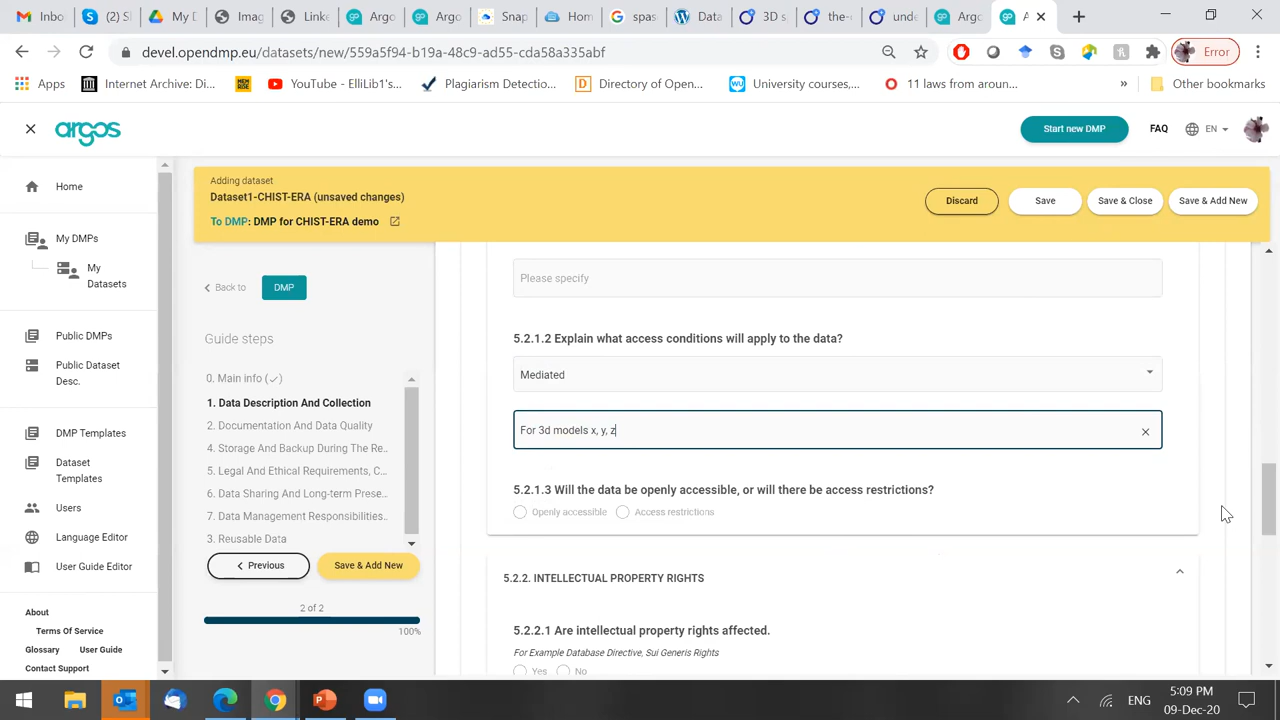 Inbo
(2) S
My D
Imag
Linke
Argo
Argo
Snap
Hom
spas
Data
3D s
the-
undo
Argo
A
devel.opendmp.eu/datasets/new/559a5f94-b19a-48c9-ad55-cda58a335abf
Error
Apps
Internet Archive: Di...
YouTube - ElliLib1's...
Plagiarism Detectio...
Directory of Open...
University courses,...
11 laws from aroun...
»
Other bookmarks
argos
Start new DMP
FAQ
EN
Home
My DMPs
My
Datasets
Public DMPs
Public Dataset
Desc.
DMP Templates
Dataset
Templates
Users
Language Editor
User Guide Editor
About
Terms Of Service
Glossary User Guide
Contact Support
Adding dataset
Dataset1-CHIST-ERA (unsaved changes)
To DMP: DMP for CHIST-ERA demo
Discard
Save
Save & Close
Save & Add New
Back to
DMP
Guide steps
0. Main info (✓)
1. Data Description And Collection
2. Documentation And Data Quality
4. Storage And Backup During The Re...
5. Legal And Ethical Requirements, C...
6. Data Sharing And Long-term Prese...
7. Data Management Responsibilities...
3. Reusable Data
Previous
Save & Add New
2 of 2
100%
Please specify
5.2.1.2 Explain what access conditions will apply to the data?
Mediated
For 3d models x, y, z
5.2.1.3 Will the data be openly accessible, or will there be access restrictions?
Openly accessible Access restrictions
5.2.2. INTELLECTUAL PROPERTY RIGHTS
5.2.2.1 Are intellectual property rights affected.
For Example Database Directive, Sui Generis Rights
Yes No
ENG
5:09 PM
09-Dec-20